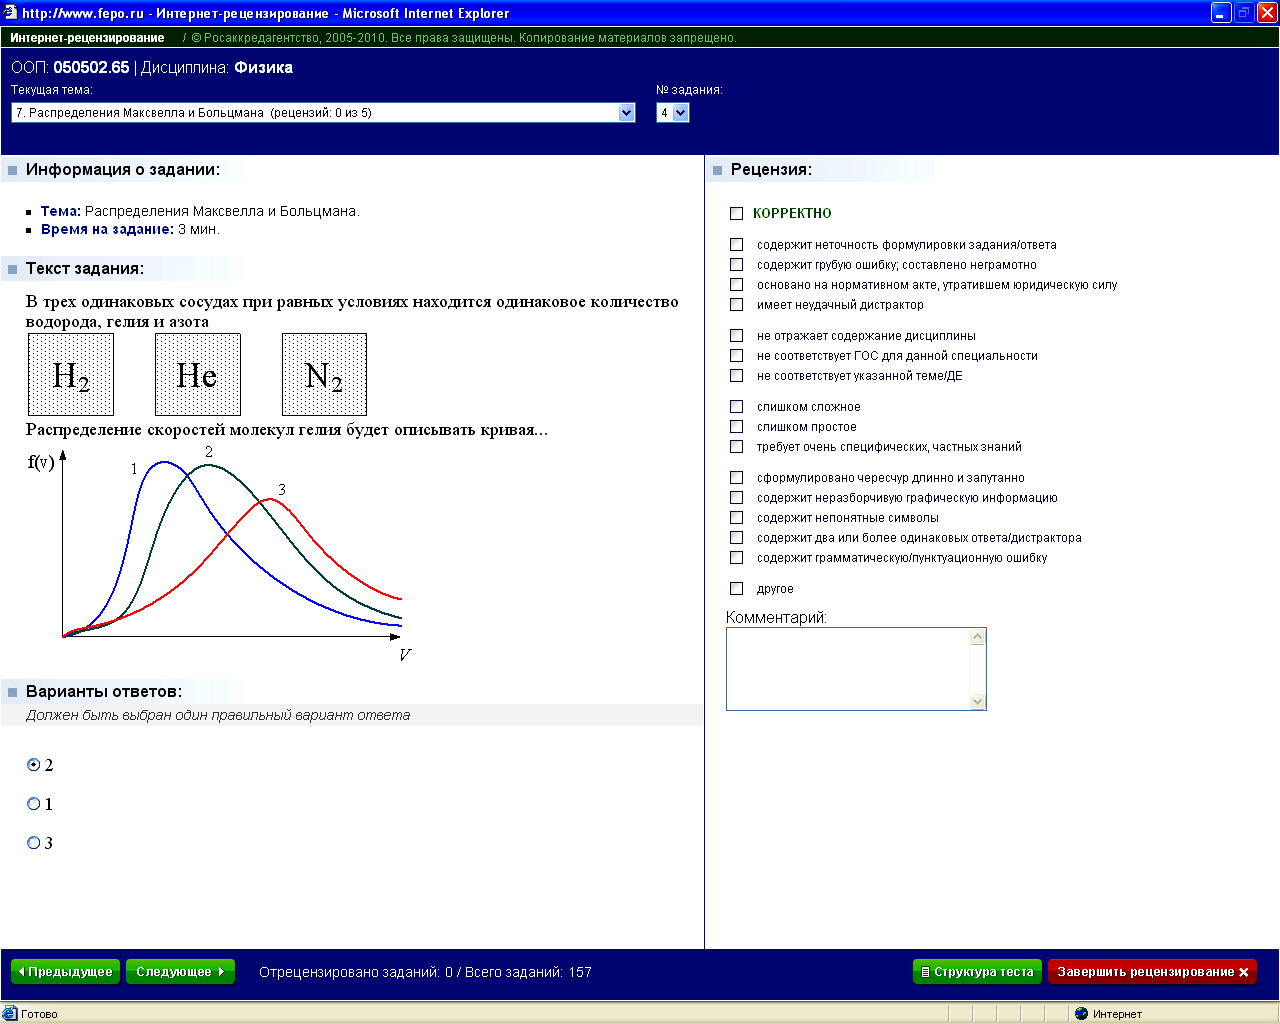 http://www.fepo.ru - Интернет-рецензирование - Microsoft Internet Explorer
Интернет-рецензирование / © Росаккредагентство, 2005-2010. Все права защищены. Копирование материалов запрещено.
ООП: 050502.65 | Дисциплина: Физика
Текущая тема: № задания:
7. Распределения Максвелла и Больцмана (рецензий: 0 из 5) 4
Информация о задании:
Тема: Распределения Максвелла и Больцмана.
Время на задание: 3 мин.
Текст задания:
В трех одинаковых сосудах при равных условиях находится одинаковое количество
водорода, гелия и азота
H2 He N2
Распределение скоростей молекул гелия будет описывать кривая...
f(v)
1
2
3
V
Варианты ответов:
Должен быть выбран один правильный вариант ответа
2
1
3
Рецензия:
КОРРЕКТНО
содержит неточность формулировки задания/ответа
содержит грубую ошибку; составлено неграмотно
основано на нормативном акте, утратившем юридическую силу
имеет неудачный дистрактор
не отражает содержание дисциплины
не соответствует ГОС для данной специальности
не соответствует указанной теме/ДЕ
слишком сложное
слишком простое
требует очень специфических, частных знаний
сформулировано чересчур длинно и запутанно
содержит неразборчивую графическую информацию
содержит непонятные символы
содержит два или более одинаковых ответа/дистрактора
содержит грамматическую/пунктуационную ошибку
другое
Комментарий:
Предыдущее Следующее Отрецензировано заданий: 0 / Всего заданий: 157 Структура теста Завершить рецензирование
Готово Интернет